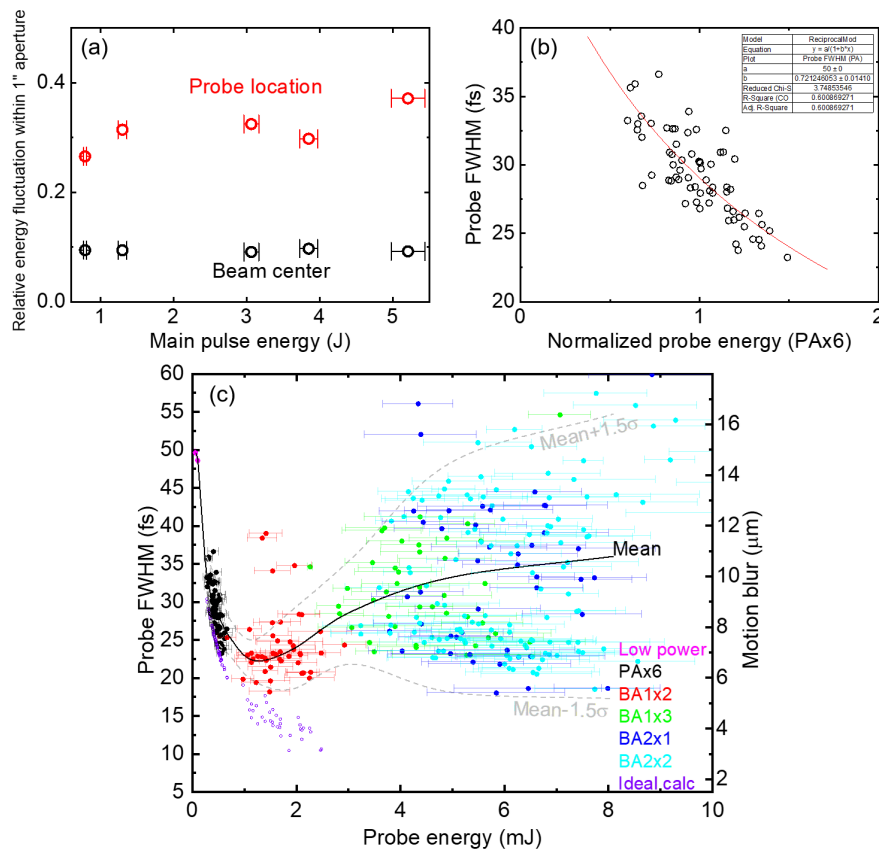 (a)
Relative energy fluctuation within 1" aperture
0.4
0.2
0.0
Probe location
Beam center
1 2 3 4 5
Main pulse energy (J)
(b)
Probe FWHM (fs)
40
35
30
25
20
Model ReciprocalMod
Equation y = a/(1+b*x)
Plot Probe FWHM (PA)
a 50 ± 0
b 0.721246053 ± 0.01410
Reduced Chi-S 3.74853546
R-Square (CO 0.600869271
Adj. R-Square 0.600869271
0 1 2
Normalized probe energy (PAx6)
(c)
Probe FWHM (fs)
60
55
50
45
40
35
30
25
20
15
10
5
Mean+1.5σ
Mean
Mean-1.5σ
Low power
PAx6
BA1x2
BA1x3
BA2x1
BA2x2
Ideal calc
16
14
12
10
8
6
4
2
Motion blur (μm)
0 2 4 6 8 10
Probe energy (mJ)